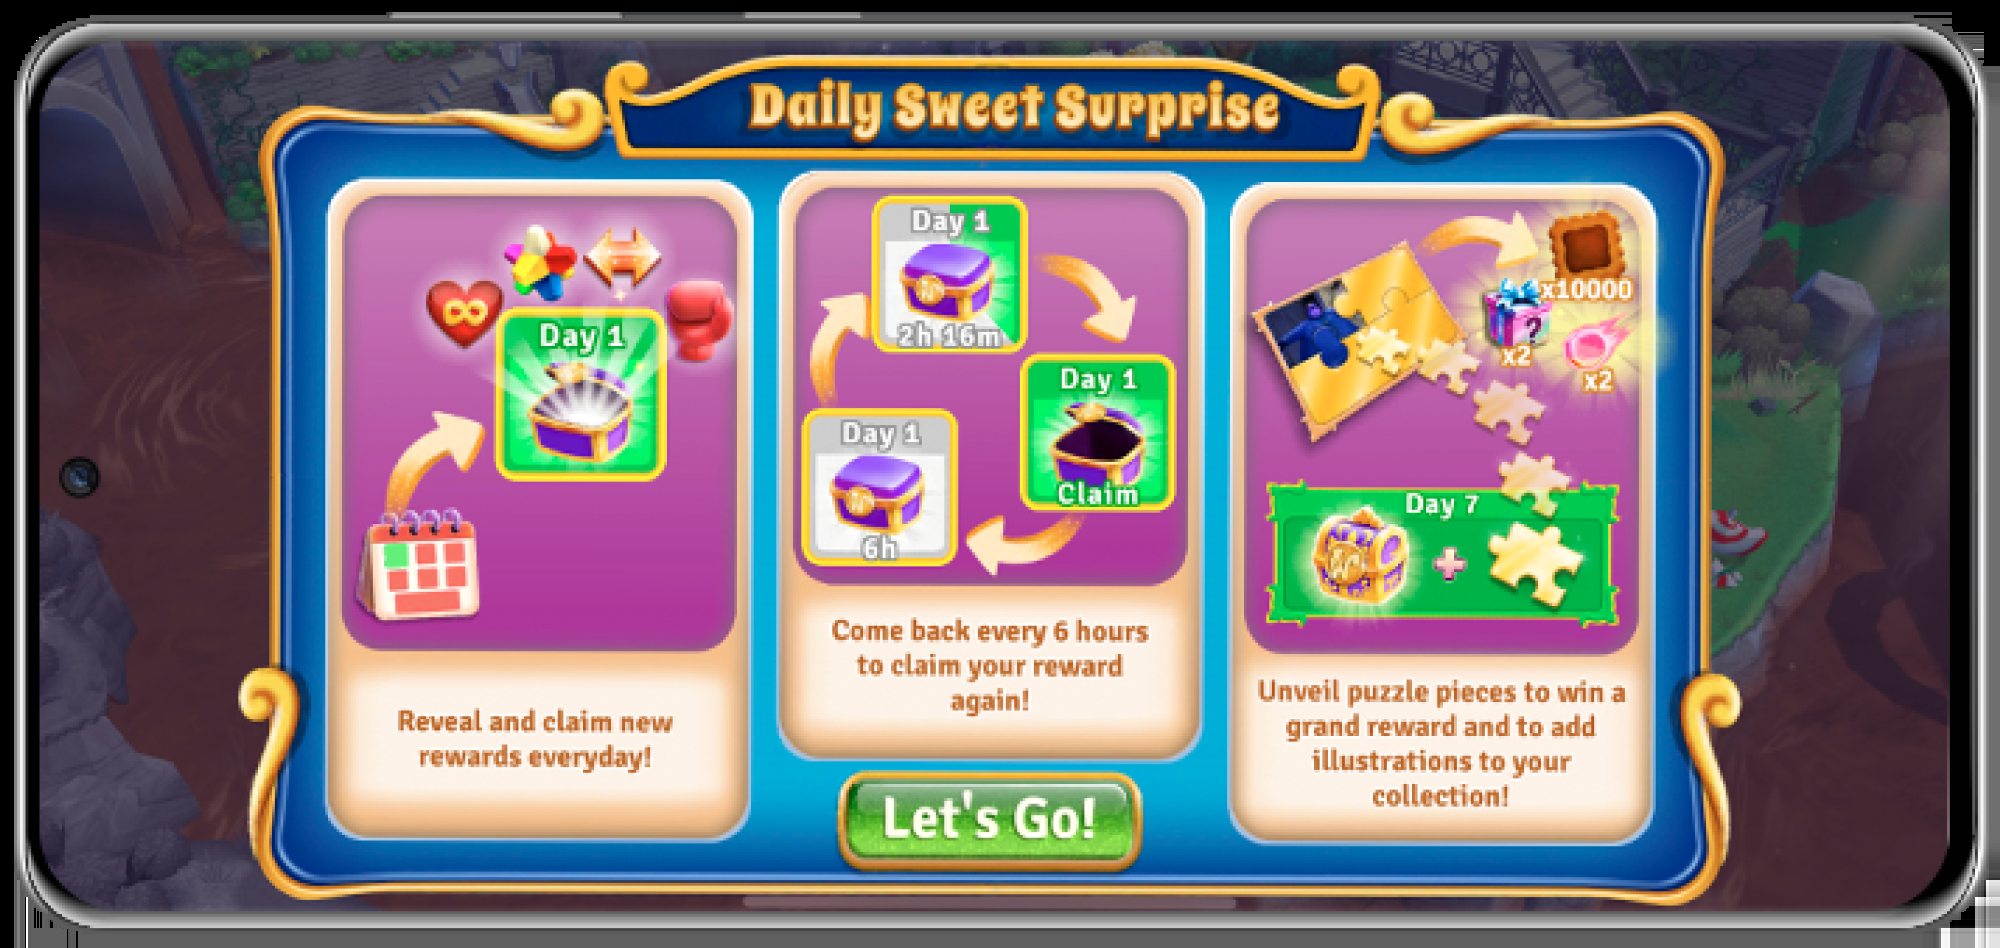 Daily Sweet Surprise
Day 1
Reveal and claim new
rewards everyday!
Day 1
2h 16m
Day 1
Claim
Day 1
6h
Come back every 6 hours
to claim your reward
again!
x10000
?
x2
x2
Day 7
Unveil puzzle pieces to win a
grand reward and to add
illustrations to your
collection!
Let's Go!